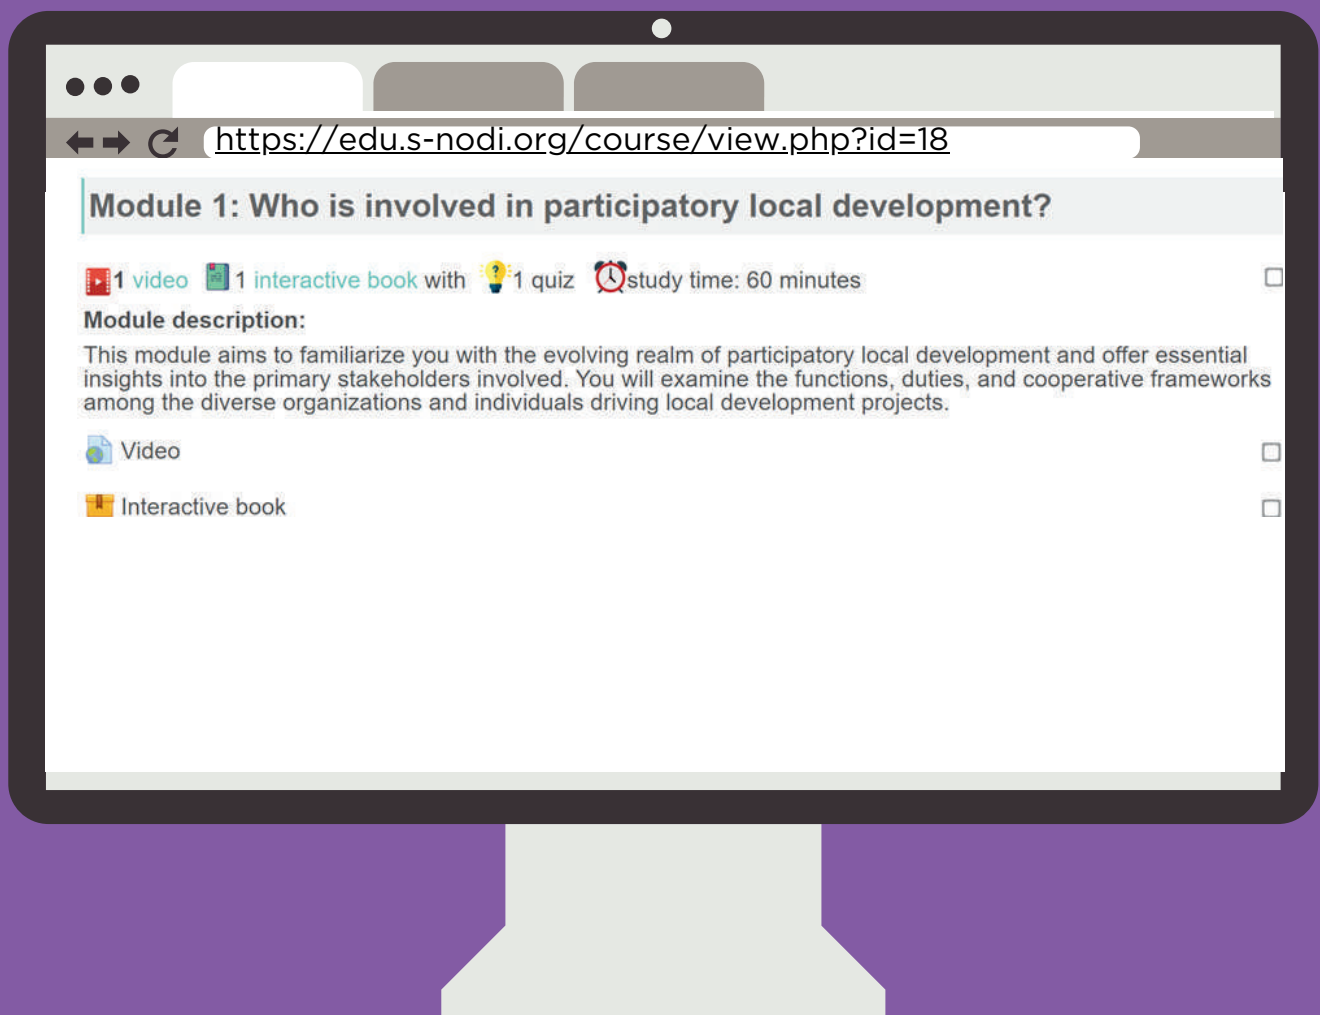 https://edu.s-nodi.org/course/view.php?id=18
Module 1: Who is involved in participatory local development?
1 video 1 interactive book with 1 quiz study time: 60 minutes
Module description:
This module aims to familiarize you with the evolving realm of participatory local development and offer essential
insights into the primary stakeholders involved. You will examine the functions, duties, and cooperative frameworks
among the diverse organizations and individuals driving local development projects.
Video
Interactive book